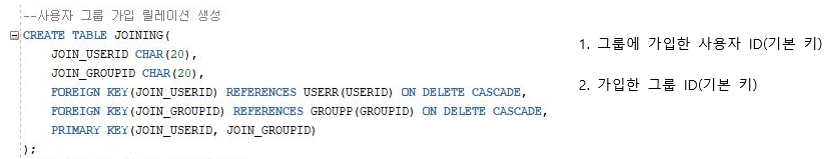 --사용자 그룹 가입 릴레이션 생성
CREATE TABLE JOINING(
JOIN_USERID CHAR(20),
JOIN_GROUPID CHAR(20),
FOREIGN KEY(JOIN_USERID) REFERENCES USERR(USERID) ON DELETE CASCADE,
FOREIGN KEY(JOIN_GROUPID) REFERENCES GROUPP(GROUPID) ON DELETE CASCADE,
PRIMARY KEY(JOIN_USERID, JOIN_GROUPID)
);
1. 그룹에 가입한 사용자 ID(기본 키)
2. 가입한 그룹 ID(기본 키)